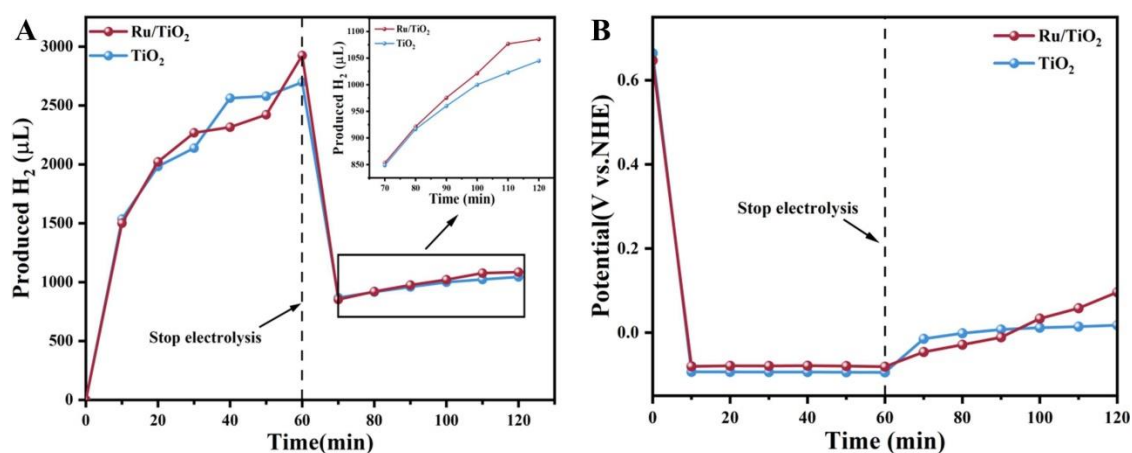 A
Produced H₂ (μL)
3000
2500
2000
1500
1000
500
0
Ru/TiO₂
TiO₂
Stop electrolysis
0 20 40 60 80 100 120
Time(min)
Produced H₂ (μL)
1100
1050
1000
950
900
850
Ru/TiO₂
TiO₂
70 80 90 100 110 120
Time (min)
B
Potential(V vs.NHE)
0.6
0.2
0.0
Ru/TiO₂
TiO₂
Stop electrolysis
0 20 40 60 80 100 120
Time (min)